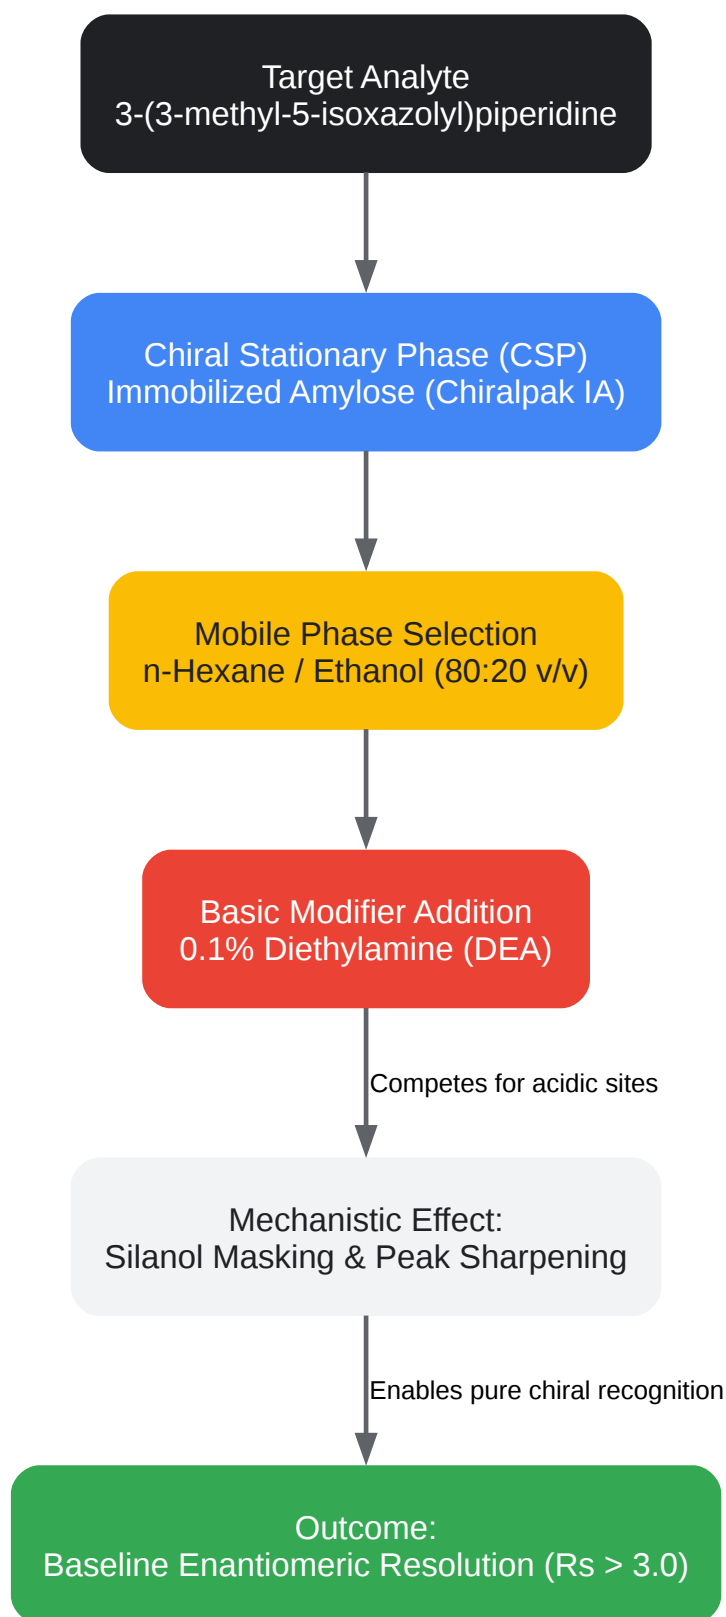 Target Analyte
3-(3-methyl-5-isoxazolyl)piperidine
Chiral Stationary Phase (CSP)
Immobilized Amylose (Chiralpak IA)
Mobile Phase Selection
n-Hexane / Ethanol (80:20 v/v)
Basic Modifier Addition
0.1% Diethylamine (DEA)
Competes for acidic sites
Mechanistic Effect:
Silanol Masking & Peak Sharpening
Enables pure chiral recognition
Outcome:
Baseline Enantiomeric Resolution (Rs > 3.0)